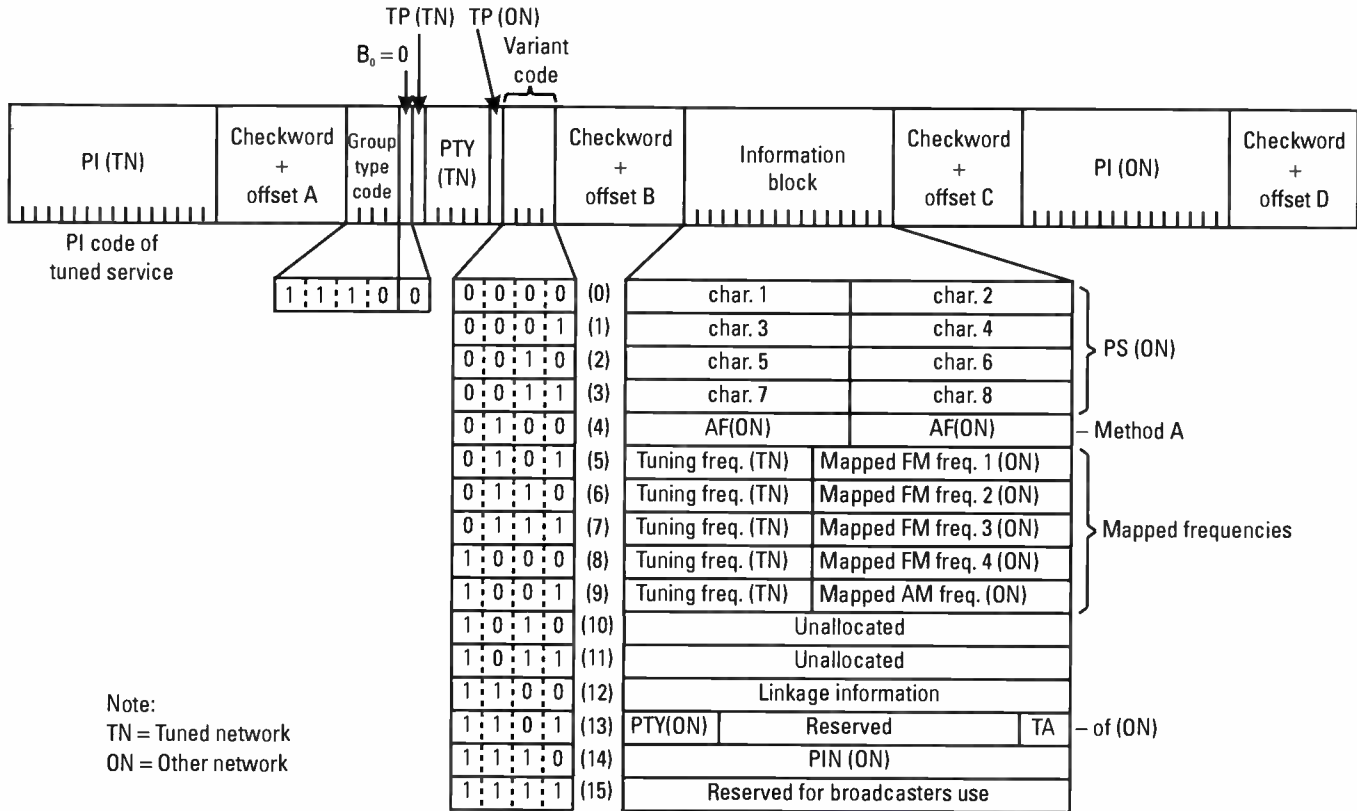 TP (TN) TP (ON)
B₀ = 0
Variant
code
PI (TN)
Checkword
+
offset A
Group
type
code
PTY
(TN)
Checkword
+
offset B
Information
block
Checkword
+
offset C
PI (ON)
Checkword
+
offset D
PI code of
tuned service
1 1 1 0 0
0 0 0 0 (0) char. 1 char. 2
0 0 0 1 (1) char. 3 char. 4
0 0 1 0 (2) char. 5 char. 6
0 0 1 1 (3) char. 7 char. 8
PS (ON)
0 1 0 0 (4) AF(ON) AF(ON) – Method A
0 1 0 1 (5) Tuning freq. (TN) Mapped FM freq. 1 (ON)
0 1 1 0 (6) Tuning freq. (TN) Mapped FM freq. 2 (ON)
0 1 1 1 (7) Tuning freq. (TN) Mapped FM freq. 3 (ON)
Mapped frequencies
1 0 0 0 (8) Tuning freq. (TN) Mapped FM freq. 4 (ON)
1 0 0 1 (9) Tuning freq. (TN) Mapped AM freq. (ON)
1 0 1 0 (10) Unallocated
1 0 1 1 (11) Unallocated
1 1 0 0 (12) Linkage information
1 1 0 1 (13) PTY(ON) Reserved TA – of (ON)
1 1 1 0 (14) PIN (ON)
1 1 1 1 (15) Reserved for broadcasters use
Note:
TN = Tuned network
ON = Other network